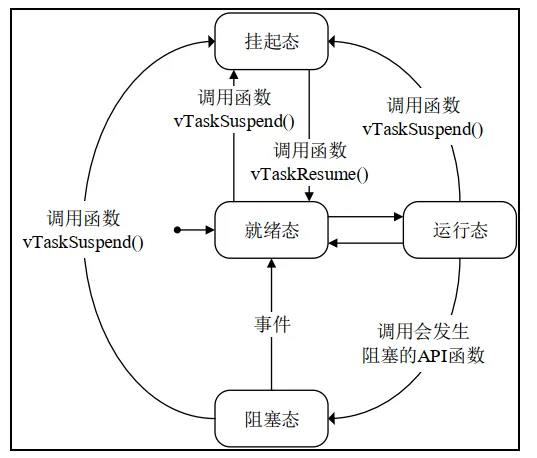 挂起态
调用函数
vTaskSuspend()
调用函数
vTaskSuspend()
调用函数
vTaskResume()
调用函数
vTaskSuspend()
就绪态
运行态
事件
调用会发生
阻塞的API函数
阻塞态